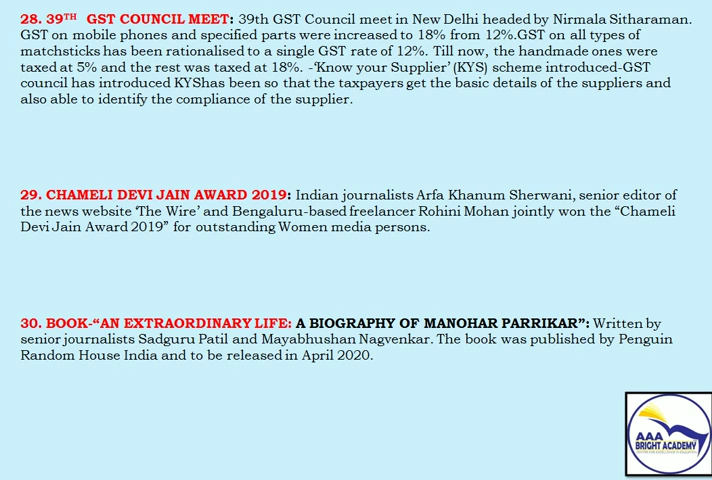 28. 39TH GST COUNCIL MEET: 39th GST Council meet in New Delhi headed by Nirmala Sitharaman.
GST on mobile phones and specified parts were increased to 18% from 12%.GST on all types of
matchsticks has been rationalised to a single GST rate of 12%. Till now, the handmade ones were
taxed at 5% and the rest was taxed at 18%. -‘Know your Supplier’ (KYS) scheme introduced-GST
council has introduced KYShas been so that the taxpayers get the basic details of the suppliers and
also able to identify the compliance of the supplier.
29. CHAMELI DEVI JAIN AWARD 2019: Indian journalists Arfa Khanum Sherwani, senior editor of
the news website ‘The Wire’ and Bengaluru-based freelancer Rohini Mohan jointly won the “Chameli
Devi Jain Award 2019” for outstanding Women media persons.
30. BOOK-“AN EXTRAORDINARY LIFE: A BIOGRAPHY OF MANOHAR PARRIKAR”: Written by
senior journalists Sadguru Patil and Mayabhushan Nagvenkar. The book was published by Penguin
Random House India and to be released in April 2020.
AAA
BRIGHT ACADEMY